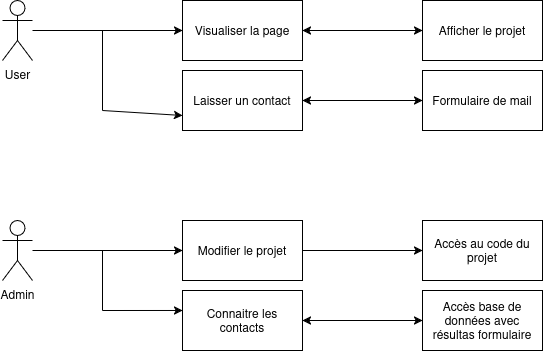 Visualiser la page
Afficher le projet
User
Laisser un contact
Formulaire de mail
Modifier le projet
Accès au code du
projet
Admin
Connaitre les
contacts
Accès base de
données avec
résultas formulaire